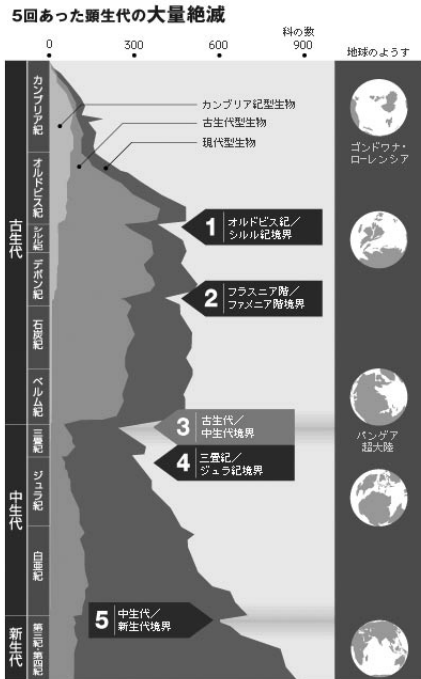 5回あった顕生代の大量絶滅
科の数
0
300
600
900
地球のようす
カンブリア紀型生物
古生代型生物
現代型生物
古生代
カンブリア紀
オルドビス紀
シルル紀
デボン紀
石炭紀
ペルム紀
中生代
三畳紀
ジュラ紀
白亜紀
新生代
第三紀・第四紀
1
オルドビス紀/
シルル紀境界
2
フラスニア階/
ファメニア階境界
3
古生代/
中生代境界
4
三畳紀/
ジュラ紀境界
5
中生代/
新生代境界
ゴンドワナ・
ローレンシア
パンゲア
超大陸